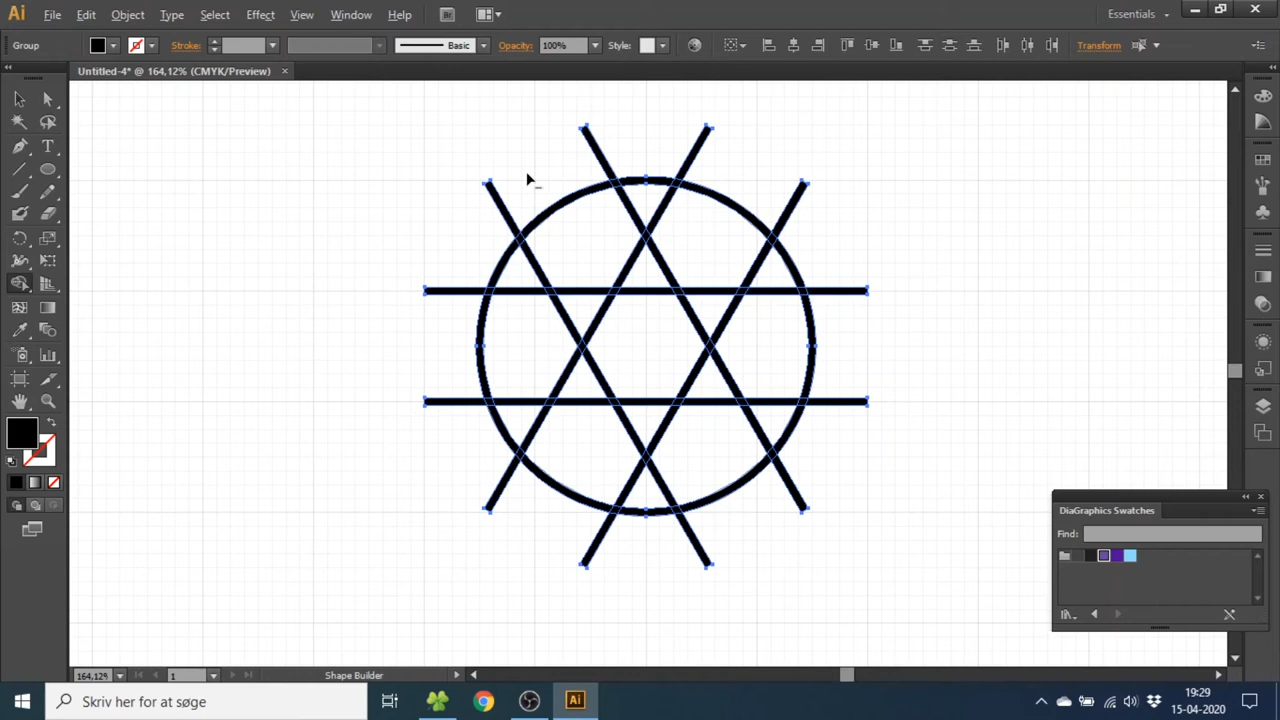 Ai File Edit Object Type Select Effect View Window Help Br Essentials
Group Stroke: Basic Opacity: 100% Style: Transform
Untitled-4* @ 164,12% (CMYK/Preview)
DiaGraphics Swatches
Find:
164,12% 1 Shape Builder
Skriv her for at søge Ai 19:29
15-04-2020